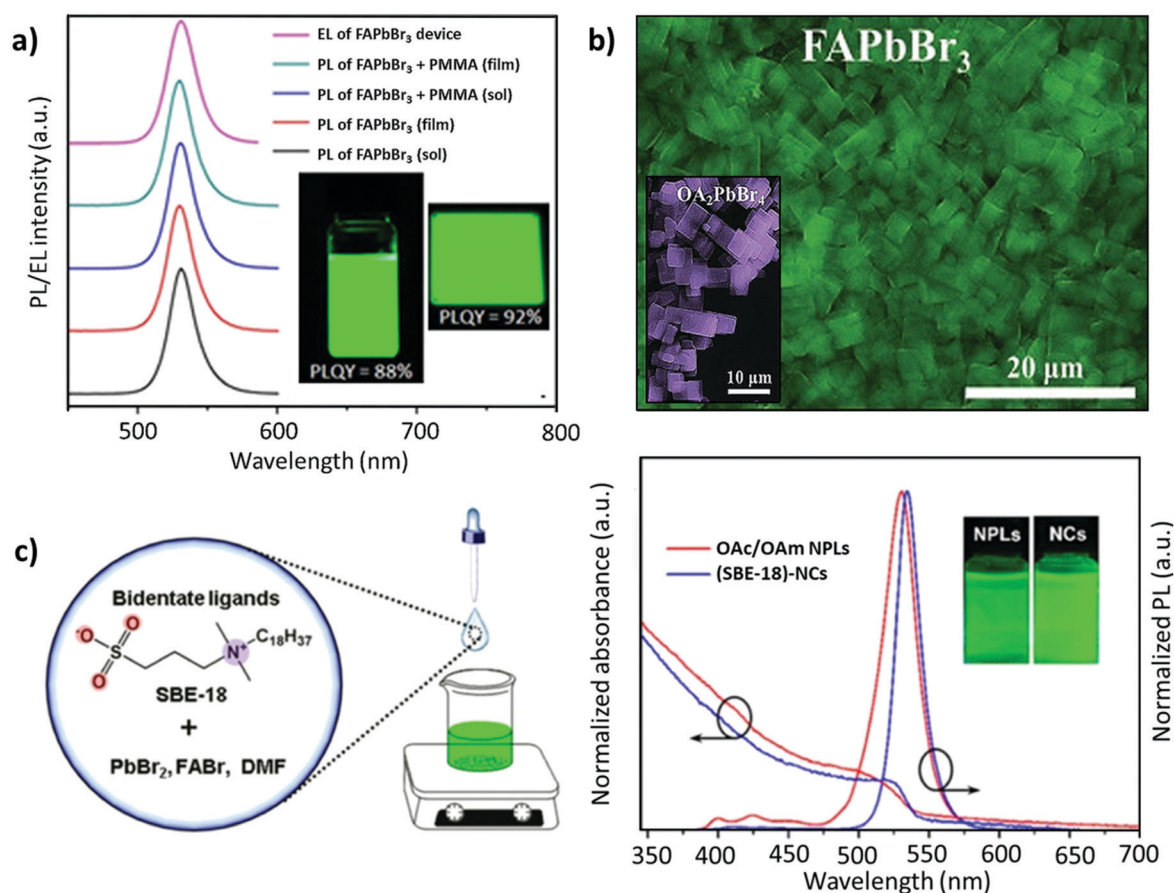 a)
EL of FAPbBr3 device
PL of FAPbBr3 + PMMA (film)
PL of FAPbBr3 + PMMA (sol)
PL of FAPbBr3 (film)
PL of FAPbBr3 (sol)
PL/EL intensity (a.u.)
PLQY = 88%
PLQY = 92%
500 550 600 700 800
Wavelength (nm)
b)
FAPbBr3
OA2PbBr4
10 µm
20 µm
c)
Bidentate ligands
-O O
S
O
N+
C18H37
SBE-18
+
PbBr2, FABr, DMF
Normalized absorbance (a.u.)
OAc/OAm NPLs
(SBE-18)-NCs
NPLs NCs
Normalized PL (a.u.)
350 400 450 500 550 600 650 700
Wavelength (nm)